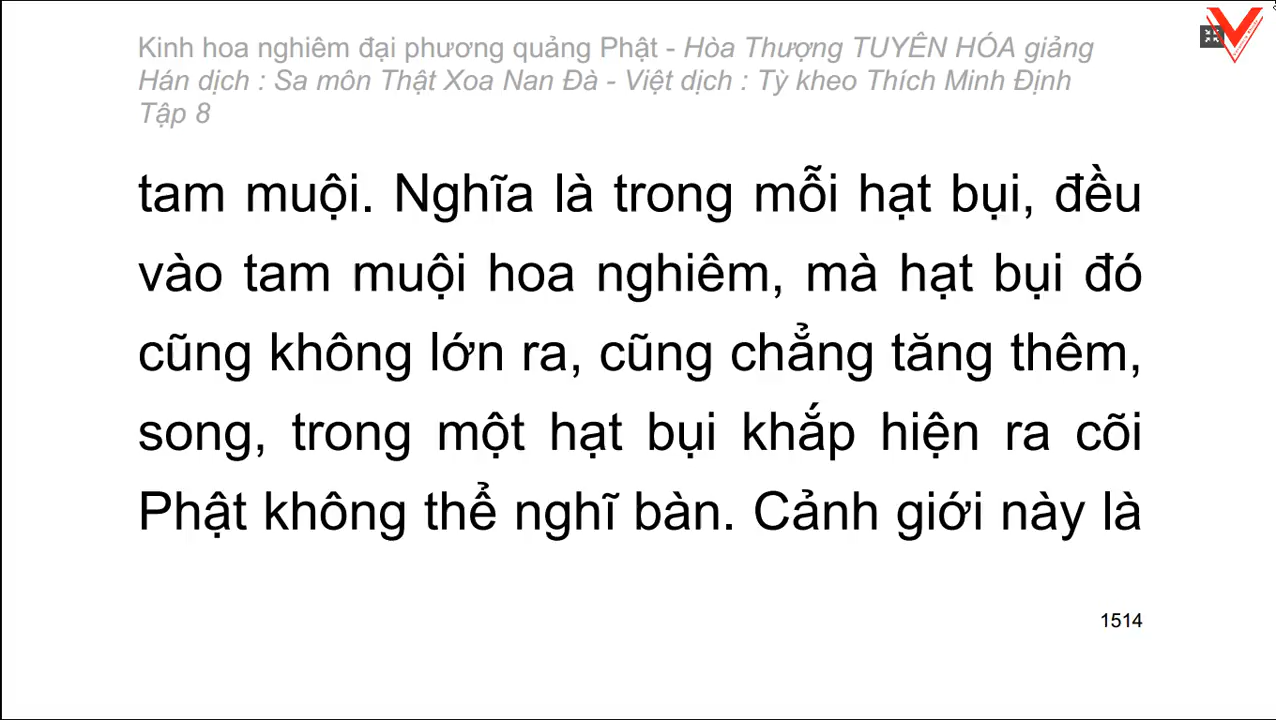 Kinh hoa nghiêm đại phương quảng Phật - Hòa Thượng TUYÊN HÓA giảng
Hán dịch : Sa môn Thật Xoa Nan Đà - Việt dịch : Tỳ kheo Thích Minh Định
Tập 8
tam muội. Nghĩa là trong mỗi hạt bụi, đều
vào tam muội hoa nghiêm, mà hạt bụi đó
cũng không lớn ra, cũng chẳng tăng thêm,
song, trong một hạt bụi khắp hiện ra cõi
Phật không thể nghĩ bàn. Cảnh giới này là
1514